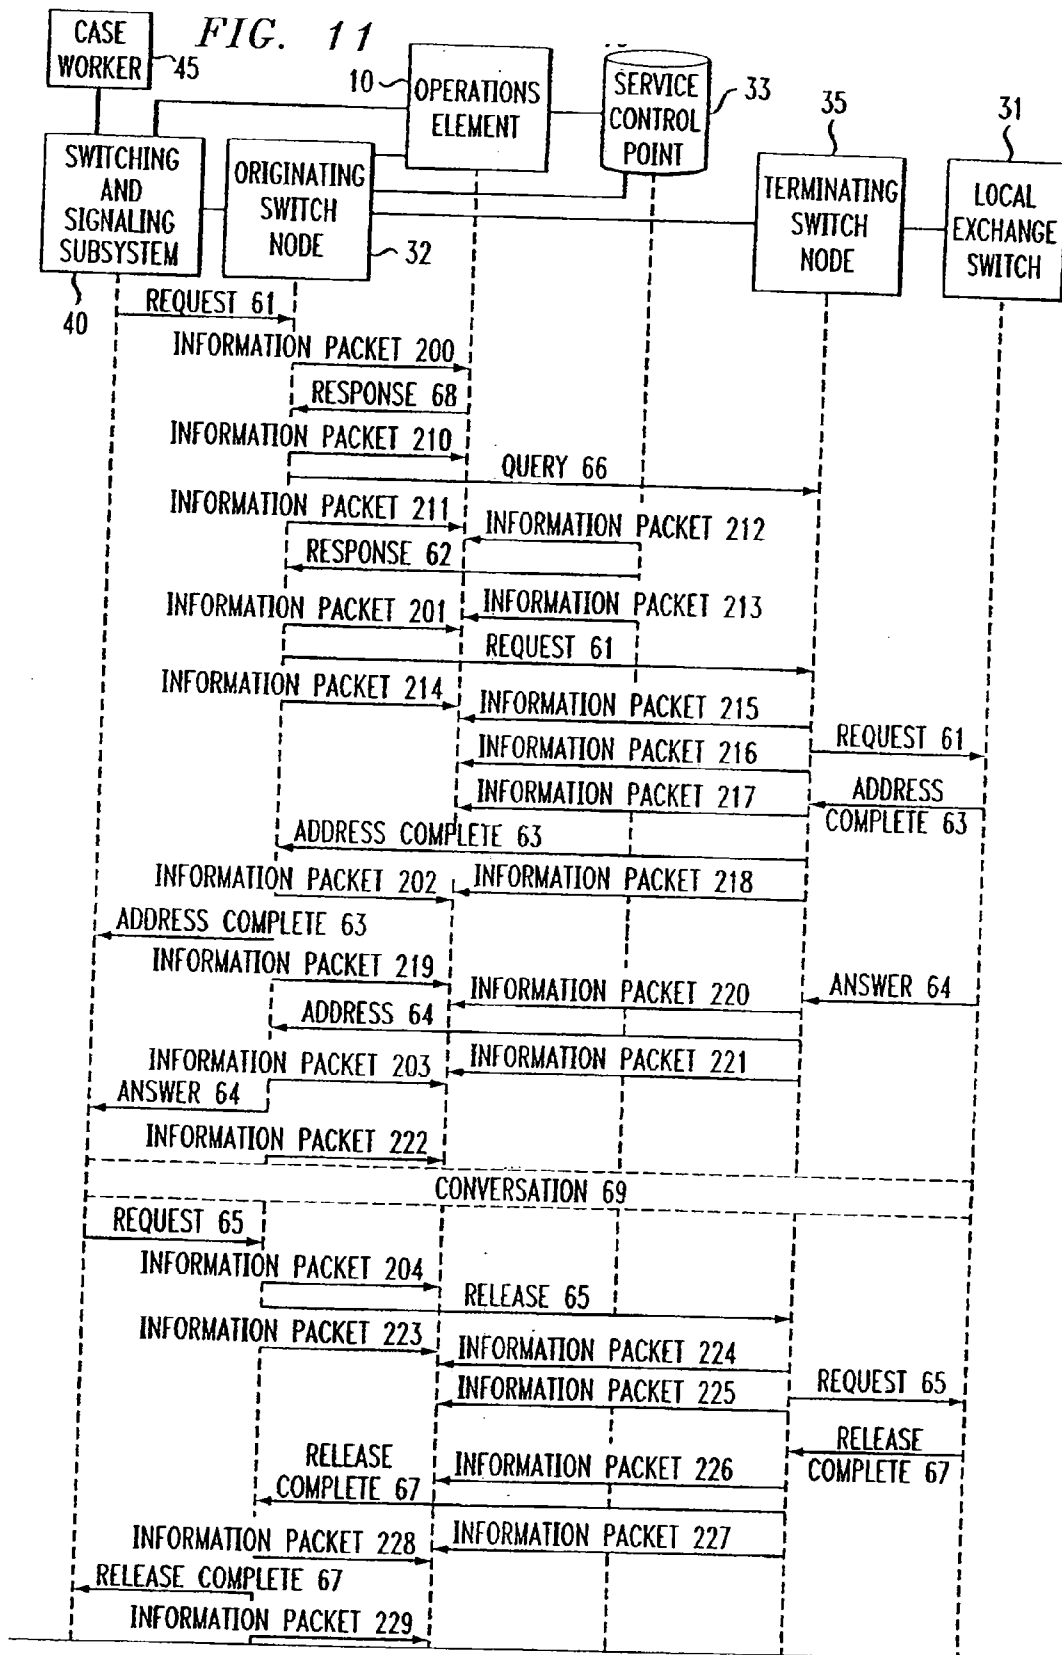 FIG. 11
CASE
WORKER
45
10
OPERATIONS
ELEMENT
SERVICE
CONTROL
POINT
33
35
31
SWITCHING
AND
SIGNALING
SUBSYSTEM
40
ORIGINATING
SWITCH
NODE
32
TERMINATING
SWITCH
NODE
LOCAL
EXCHANGE
SWITCH
REQUEST 61
INFORMATION PACKET 200
RESPONSE 68
INFORMATION PACKET 210
QUERY 66
INFORMATION PACKET 211
INFORMATION PACKET 212
RESPONSE 62
INFORMATION PACKET 201
INFORMATION PACKET 213
REQUEST 61
INFORMATION PACKET 214
INFORMATION PACKET 215
REQUEST 61
INFORMATION PACKET 216
INFORMATION PACKET 217
ADDRESS
COMPLETE 63
ADDRESS COMPLETE 63
INFORMATION PACKET 202
INFORMATION PACKET 218
ADDRESS COMPLETE 63
INFORMATION PACKET 219
INFORMATION PACKET 220
ANSWER 64
ADDRESS 64
INFORMATION PACKET 203
INFORMATION PACKET 221
ANSWER 64
INFORMATION PACKET 222
CONVERSATION 69
REQUEST 65
INFORMATION PACKET 204
RELEASE 65
INFORMATION PACKET 223
INFORMATION PACKET 224
REQUEST 65
INFORMATION PACKET 225
RELEASE
COMPLETE 67
RELEASE
COMPLETE 67
INFORMATION PACKET 226
INFORMATION PACKET 227
INFORMATION PACKET 228
RELEASE COMPLETE 67
INFORMATION PACKET 229